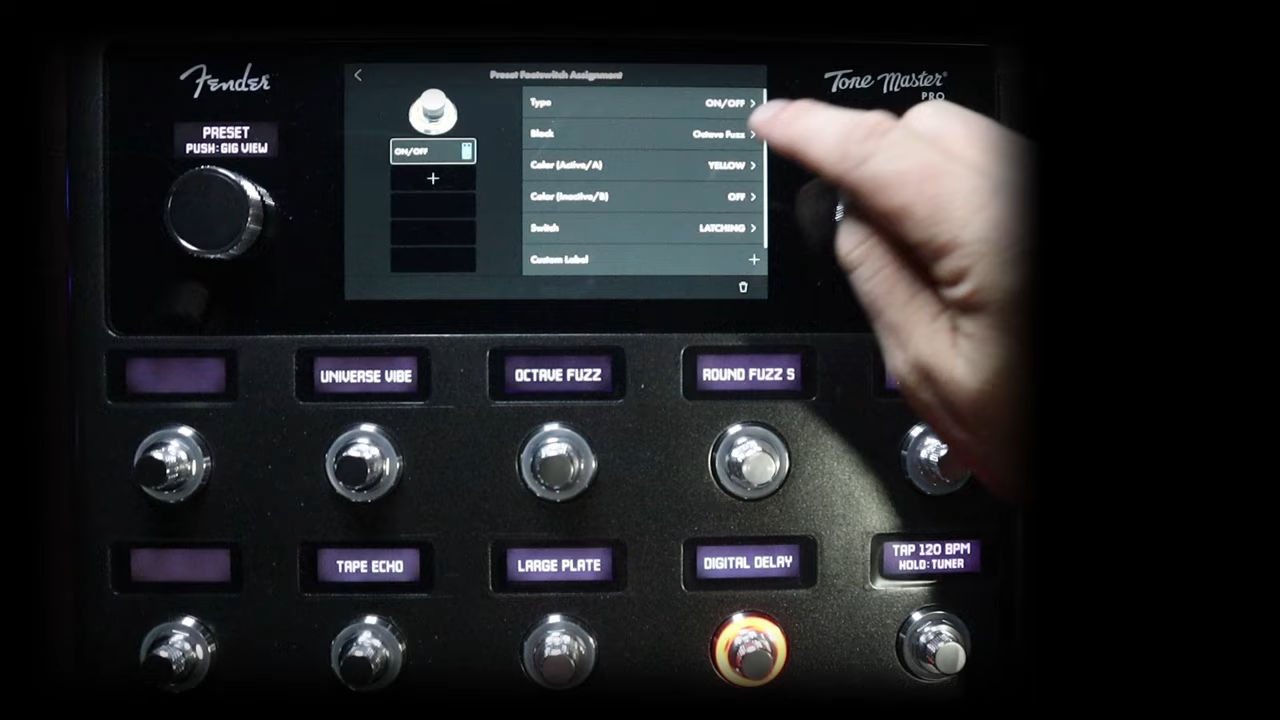 Fender
Preset Footswitch Assignment
Tone Master
PRO
PRESET
PUSH: GIG VIEW
ON/OFF
+
Type ON/OFF >
Block Octave Fuzz >
Color (Active/A) YELLOW >
Color (Inactive/B) OFF >
Switch LATCHING >
Custom Label +
UNIVERSE VIBE
OCTAVE FUZZ
ROUND FUZZ S
TAPE ECHO
LARGE PLATE
DIGITAL DELAY
TAP 120 BPM
HOLD: TUNER